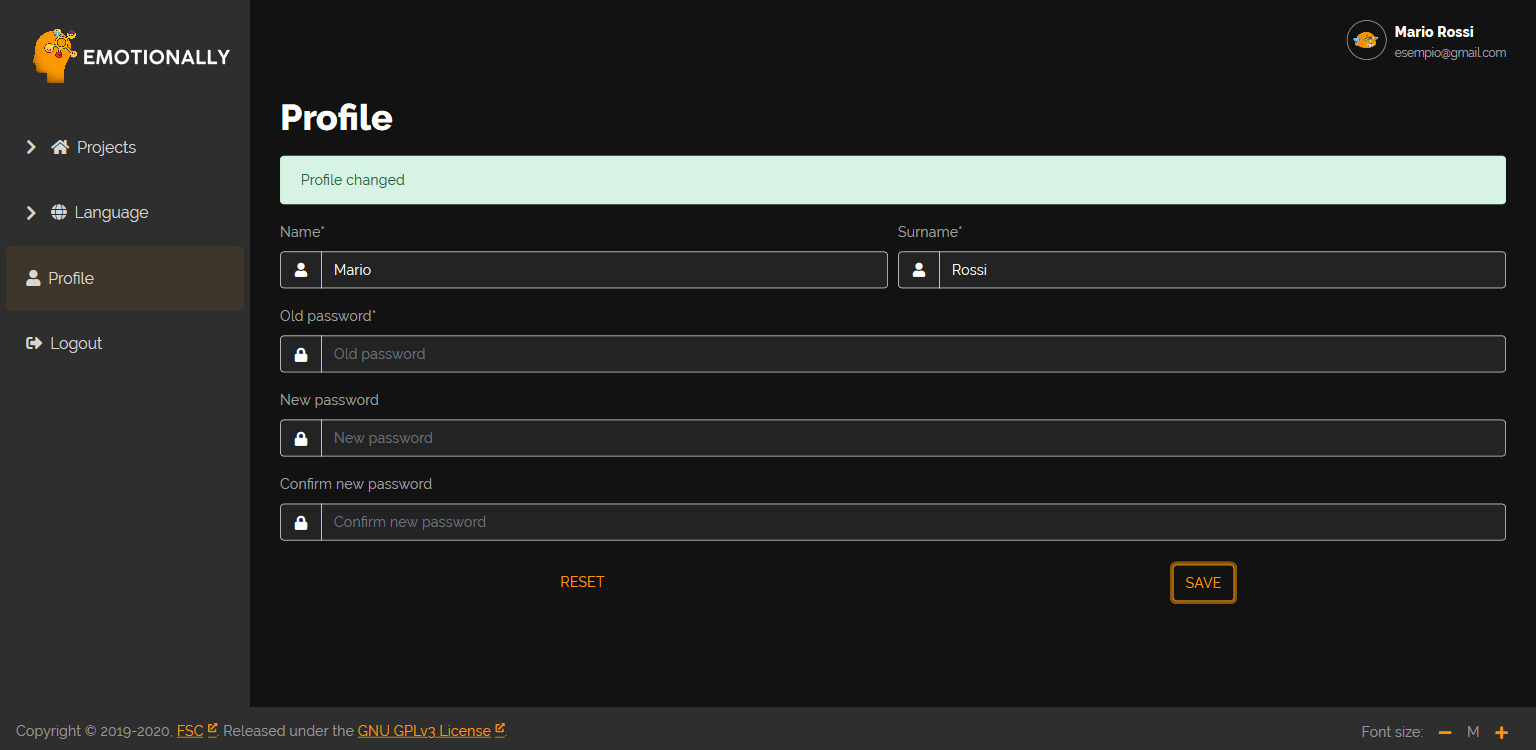 EMOTIONALLY
Mario Rossi
esempio@gmail.com
Projects
Language
Profile
Logout
Profile
Profile changed
Name* Surname*
Mario Rossi
Old password*
Old password
New password
New password
Confirm new password
Confirm new password
RESET SAVE
Copyright © 2019-2020, FSC. Released under the GNU GPLv3 License. Font size: M